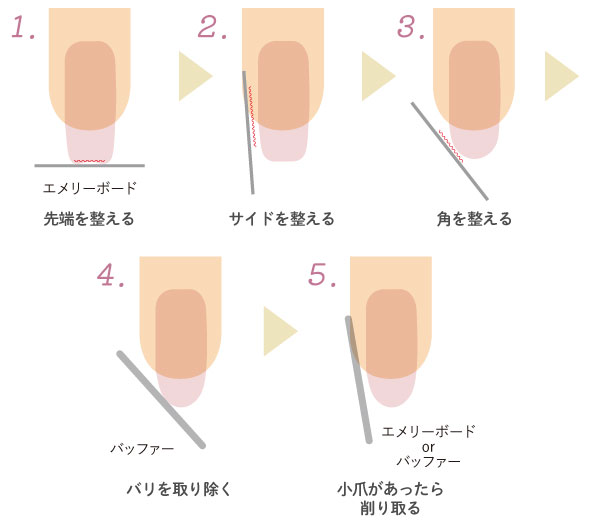 1.
エメリーボード
先端を整える
2.
サイドを整える
3.
角を整える
4.
バッファー
バリを取り除く
5.
エメリーボード
or
バッファー
小爪があったら
削り取る